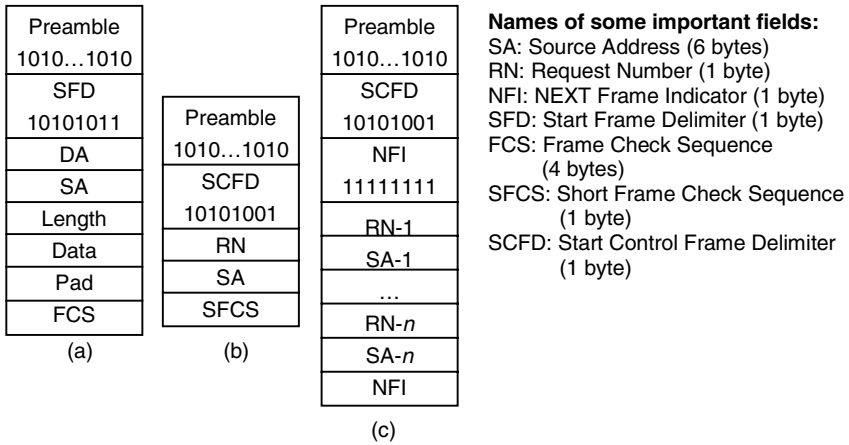 Preamble
1010…1010
SFD
10101011
DA
SA
Length
Data
Pad
FCS
(a)
Preamble
1010…1010
SCFD
10101001
RN
SA
SFCS
(b)
Preamble
1010…1010
SCFD
10101001
NFI
11111111
RN-1
SA-1
…
RN-n
SA-n
NFI
(c)
Names of some important fields:
SA: Source Address (6 bytes)
RN: Request Number (1 byte)
NFI: NEXT Frame Indicator (1 byte)
SFD: Start Frame Delimiter (1 byte)
FCS: Frame Check Sequence
(4 bytes)
SFCS: Short Frame Check Sequence
(1 byte)
SCFD: Start Control Frame Delimiter
(1 byte)